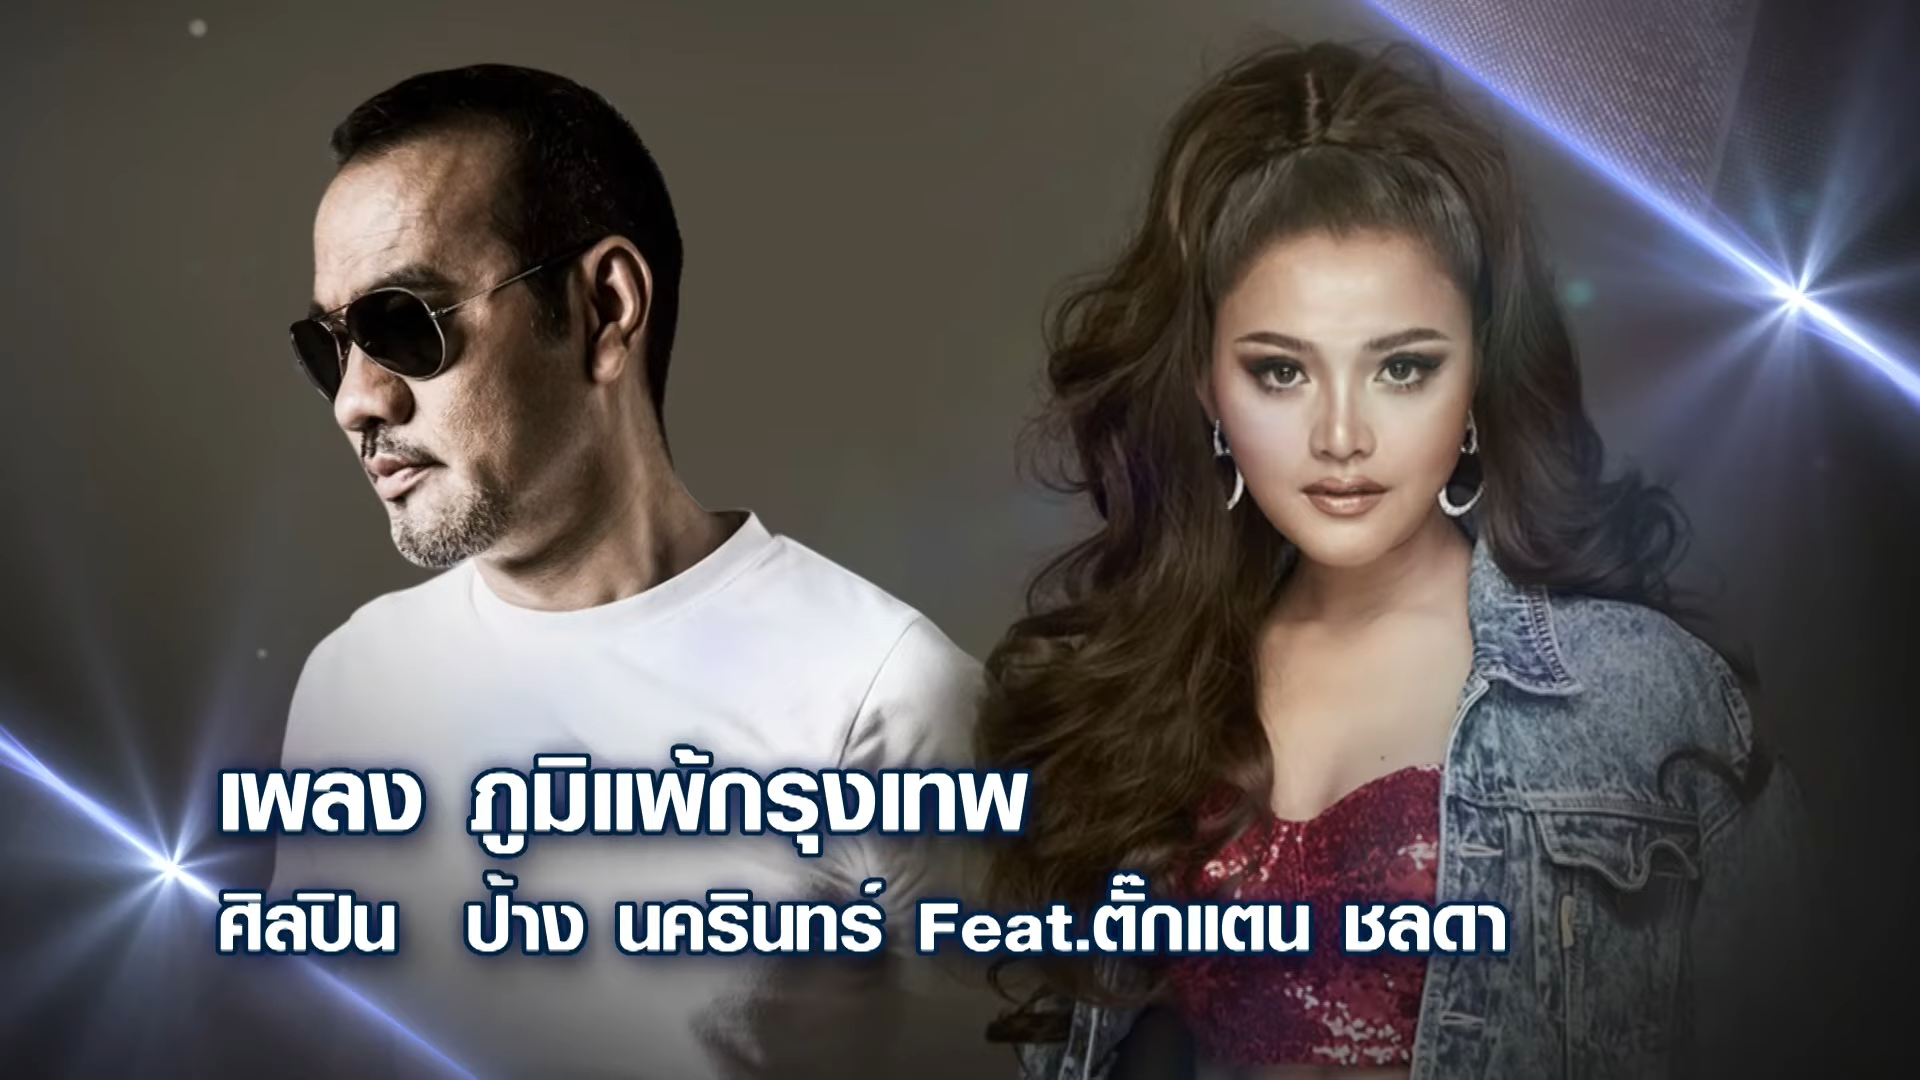 เพลง ภูมิแพ้กรุงเทพ
ศิลปิน ป้าง นครินทร์ Feat.ตั๊กแตน ชลดา